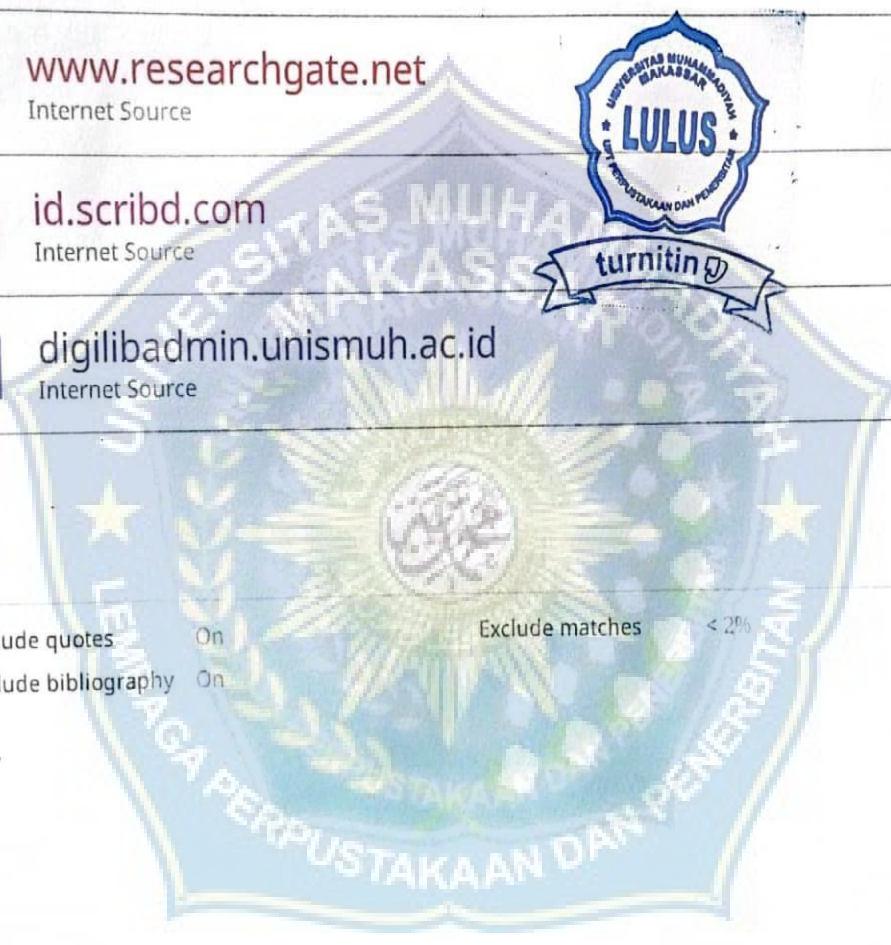 www.researchgate.net
Internet Source
UNIVERSITAS MUHAMMADIYAH
MAKASSAR
LULUS
UPT PERPUSTAKAAN DAN PENERBITAN
turnitin
id.scribd.com
Internet Source
digilibadmin.unismuh.ac.id
Internet Source
UNIVERSITAS MUHAMMADIYAH
MAKASSAR
ude quotes On
Exclude matches < 2%
lude bibliography On
LEMBAGA PERPUSTAKAAN DAN PENERBITAN